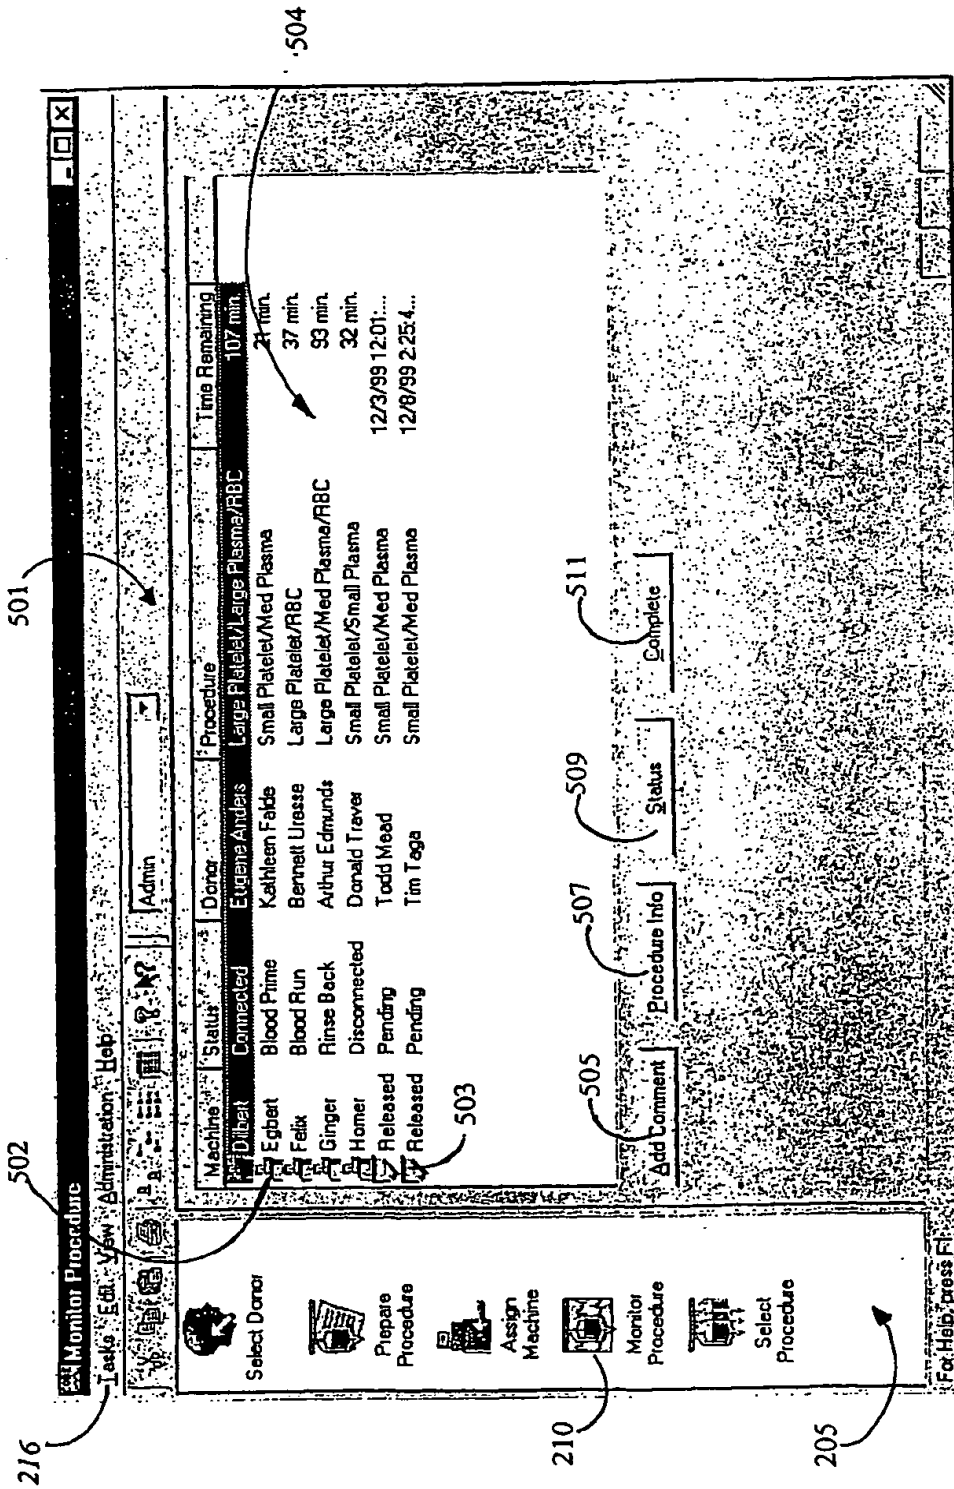 501
502
504
216
Monitor Procedure
Tasks Edit View Administration Help
Admin
Machine Status Donor Procedure Time Remaining
Dilbert Connected Eugene Anders Large Platelet/Large Plasma/RBC 107 min.
Egbert Blood Prime Kathleen Falde Small Platelet/Med Plasma 21 min.
Felix Blood Run Bennett Uresse Large Platelet/RBC 37 min.
Ginger Rinse Back Arthur Edmunds Large Platelet/Med Plasma/RBC 93 min.
Homer Disconnected Donald Traver Small Platelet/Small Plasma 32 min.
Released Pending Todd Mead Small Platelet/Med Plasma 12/3/99 12:01:...
Released Pending Tim Taga Small Platelet/Med Plasma 12/8/99 2:25:4...
503
Select Donor
Prepare Procedure
Assign Machine
Monitor Procedure
Select Procedure
210
205
505
507
509
511
Add Comment Procedure Info Status Complete
For Help, press F1